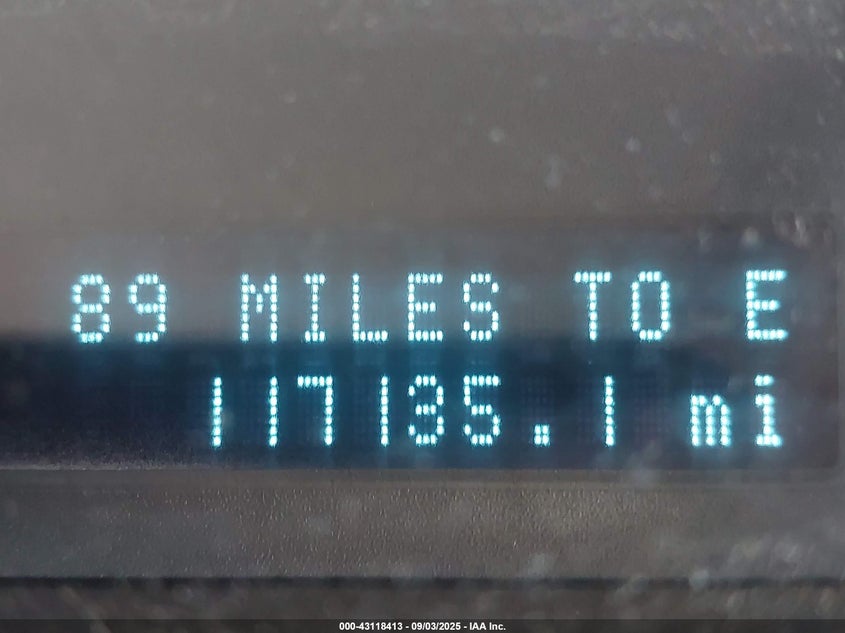 89 MILES TO E
117135.1 mi
000-43118413 - 09/03/2025 - IAA Inc.